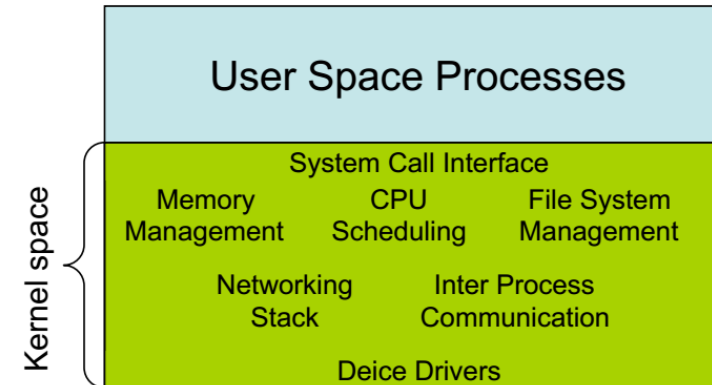 User Space Processes
Kernel space
System Call Interface
Memory Management
CPU Scheduling
File System Management
Networking Stack
Inter Process Communication
Deice Drivers